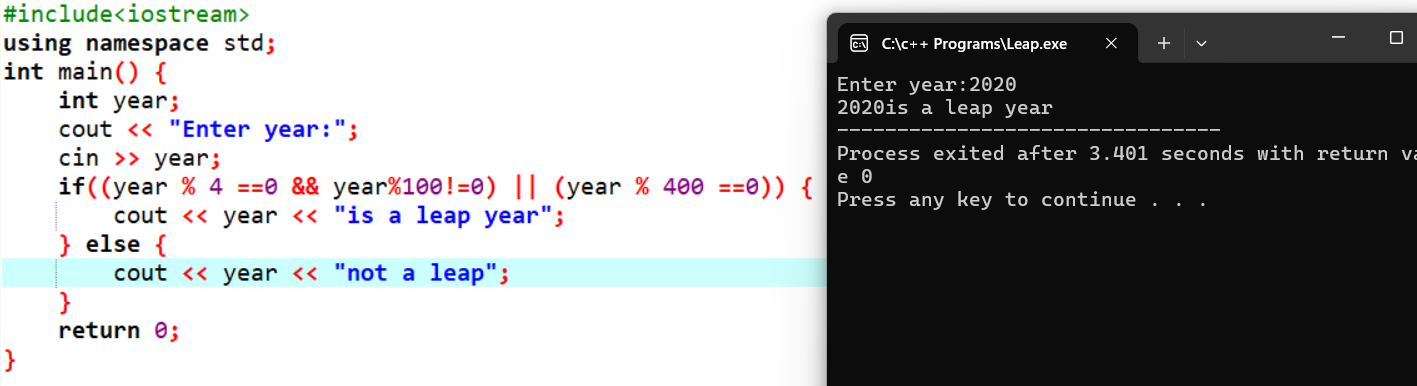 #include<iostream>
using namespace std;
int main() {
    int year;
    cout << "Enter year:";
    cin >> year;
    if((year % 4 ==0 && year%100!=0) || (year % 400 ==0)) {
        cout << year << "is a leap year";
    } else {
        cout << year << "not a leap";
    }
    return 0;
}
C:\c++ Programs\Leap.exe
Enter year:2020
2020is a leap year
--------------------------------
Process exited after 3.401 seconds with return va
e 0
Press any key to continue . . .